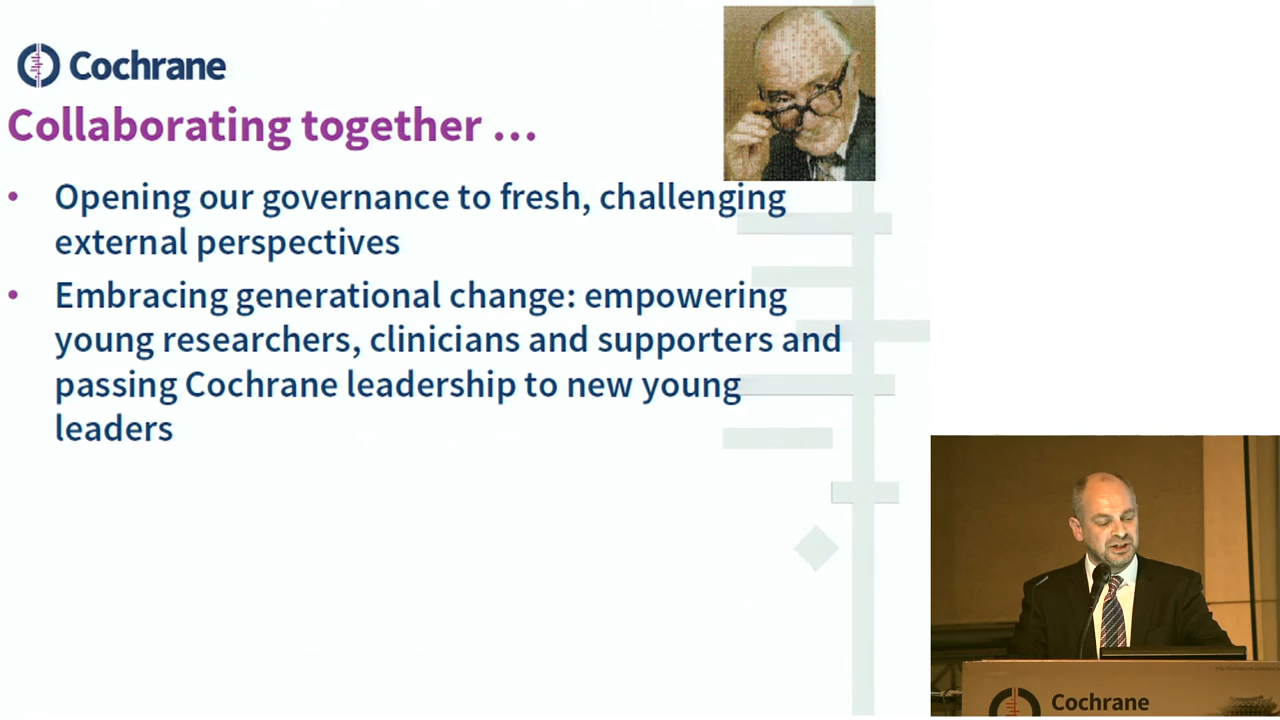 Cochrane
Collaborating together ...
• Opening our governance to fresh, challenging
external perspectives
• Embracing generational change: empowering
young researchers, clinicians and supporters and
passing Cochrane leadership to new young
leaders
Cochrane